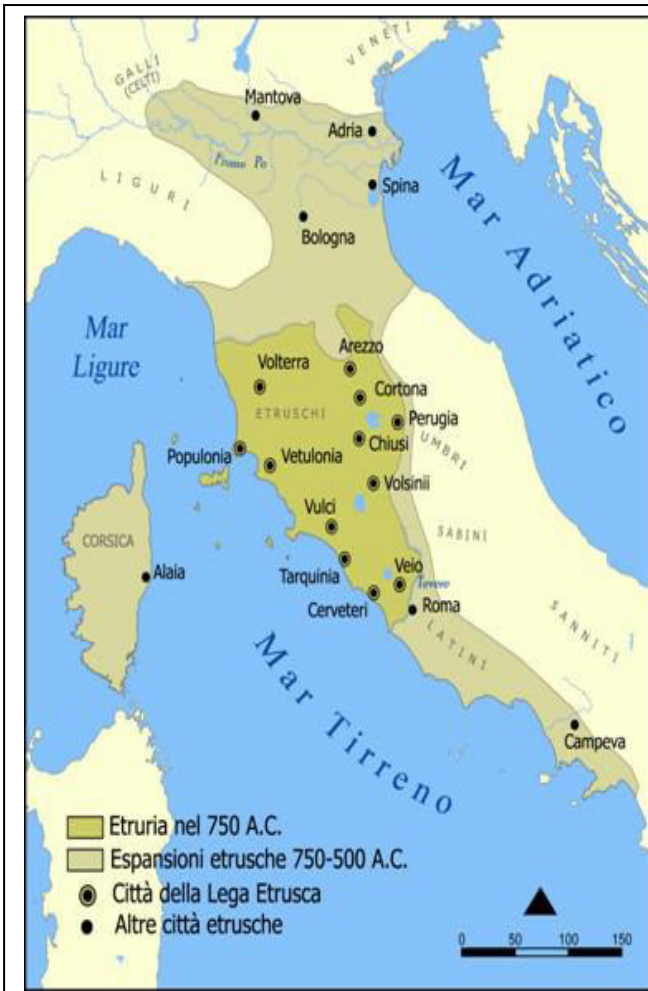 VENETI
GALLI
(CELTI)
Mantova
Adria
Fiume Po
Spina
LIGURI
Bologna
Mar Adriatico
Mar
Ligure
Arezzo
Volterra
Cortona
ETRUSCHI
Perugia
Chiusi
UMBRI
Populonia
Vetulonia
Volsinii
Vulci
SABINI
CORSICA
Alaia
Tarquinia
Veio
Tevere
Cerveteri
Roma
LATINI
SANNITI
Mar Tirreno
Campeva
Etruria nel 750 A.C.
Espansioni etrusche 750-500 A.C.
Città della Lega Etrusca
Altre città etrusche
0 50 100 150